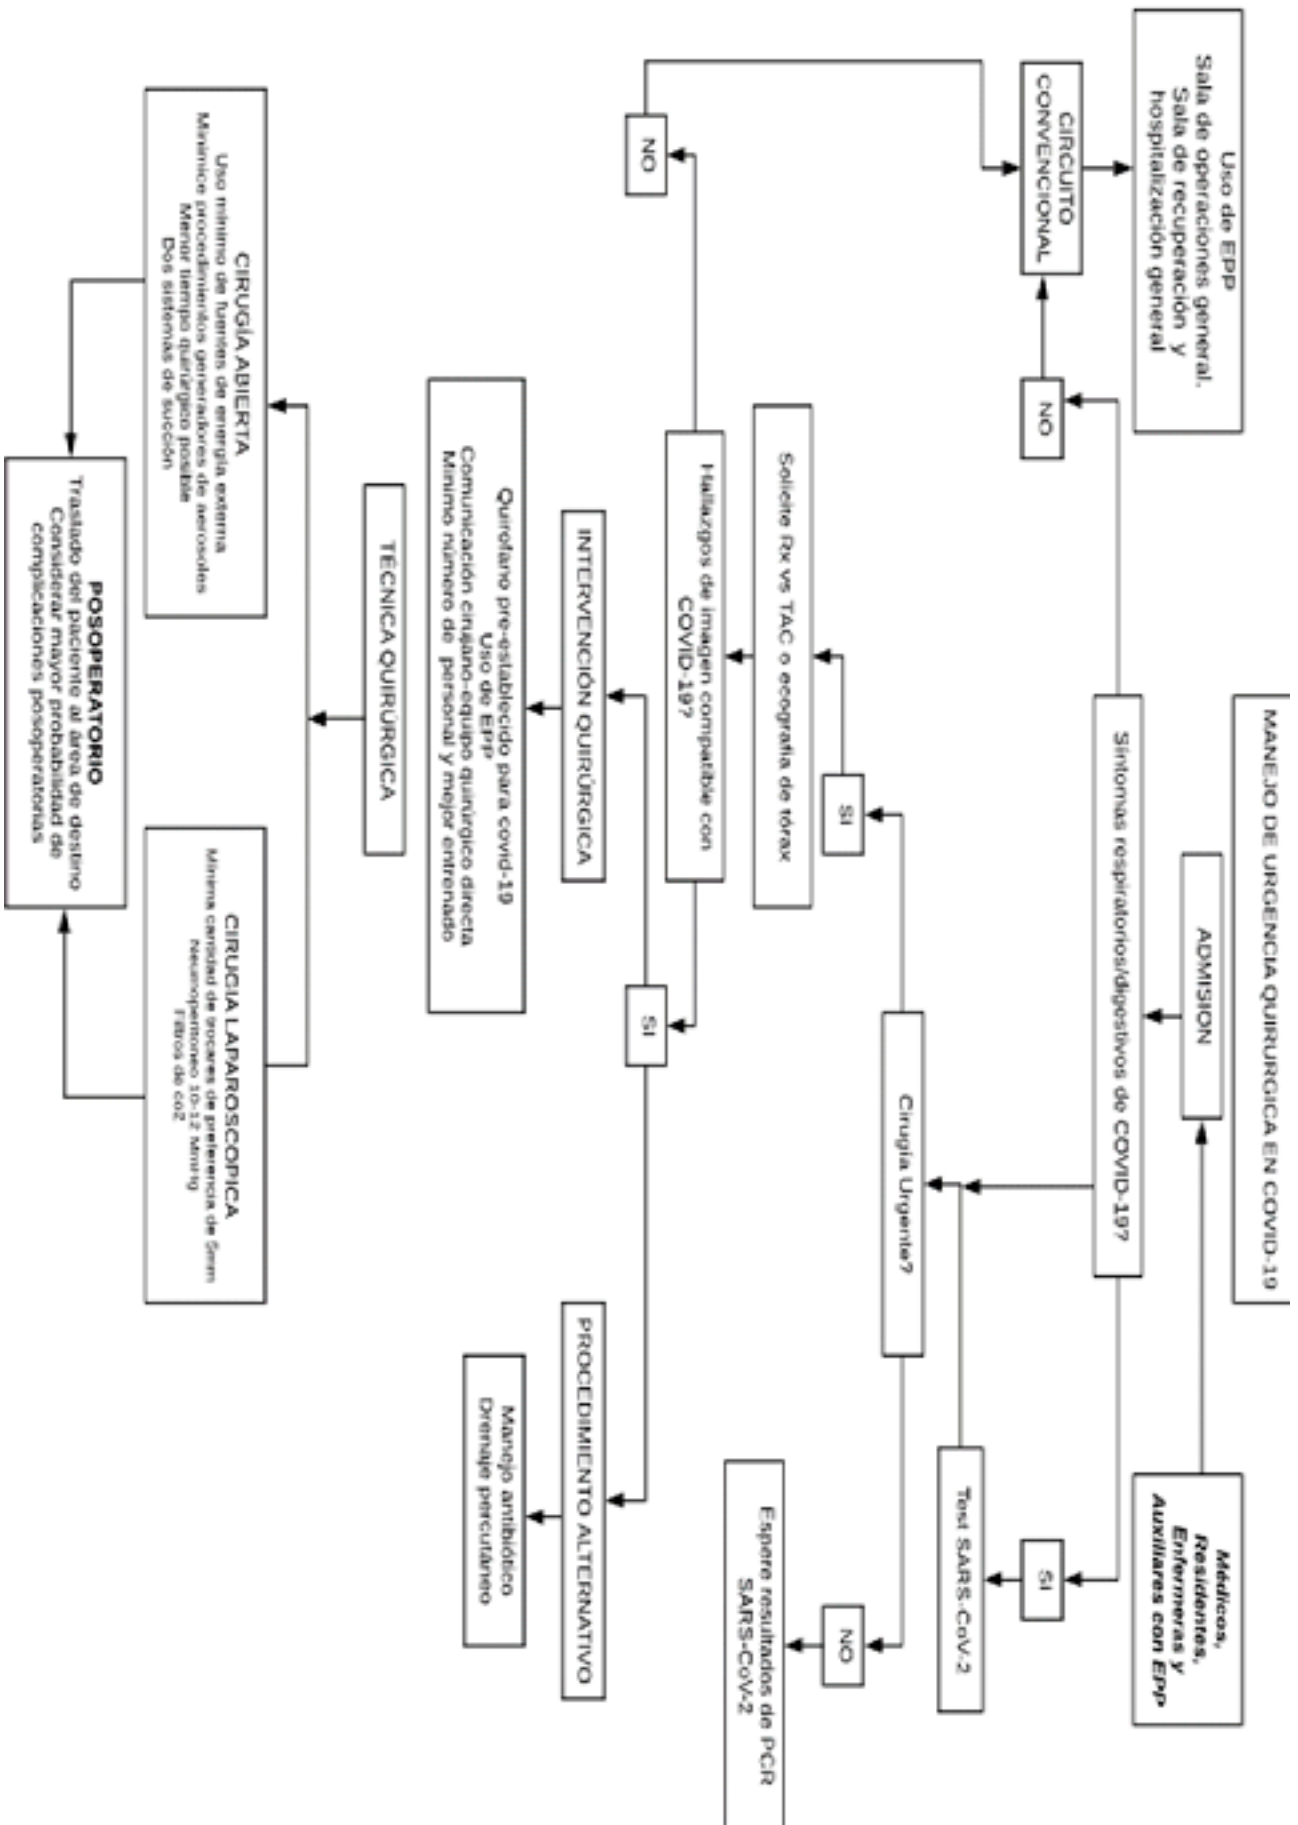 MANEJO DE URGENCIA QUIRURGICA EN COVID-19
Médicos,
Residentes,
Enfermeras y
Auxiliares con EPP
ADMISION
Uso de EPP
Sala de operaciones general.
Sala de recuperación y
hospitalización general
Síntomas respiratorios/digestivos de COVID-19?
CIRCUITO
CONVENCIONAL
NO
SI
Test SARS-CoV-2
Cirugía Urgente?
SI
NO
Solicite Rx vs TAC o ecografia de tórax
Espere resultados de PCR
SARS-CoV-2
Hallazgos de imagen compatible con
COVID-19?
NO
SI
INTERVENCIÓN QUIRÚRGICA
PROCEDIMIENTO ALTERNATIVO
Quirofano pre-establecido para covid-19
Uso de EPP
Comunicación cirujano-equipo quirúrgico directa
Minimo número de personal y mejor entrenado
Manejo antibiótico
Drenaje percutáneo
TÉCNICA QUIRÚRGICA
CIRUGÍA ABIERTA
Uso minimo de fuentes de energía externa
Minimice procedimientos generadores de aerosoles
Menor tiempo quirúrgico posible
Dos sistemas de succión
CIRUGIA LAPAROSCOPICA
Mínima cantidad de trocares de preferencia de 5mm
Neumoperitoneo 10-12 MmHg
Filtros de co2
POSOPERATORIO
Traslado del paciente al área de destino
Considerar mayor probabilidad de
complicaciones posoperatorias